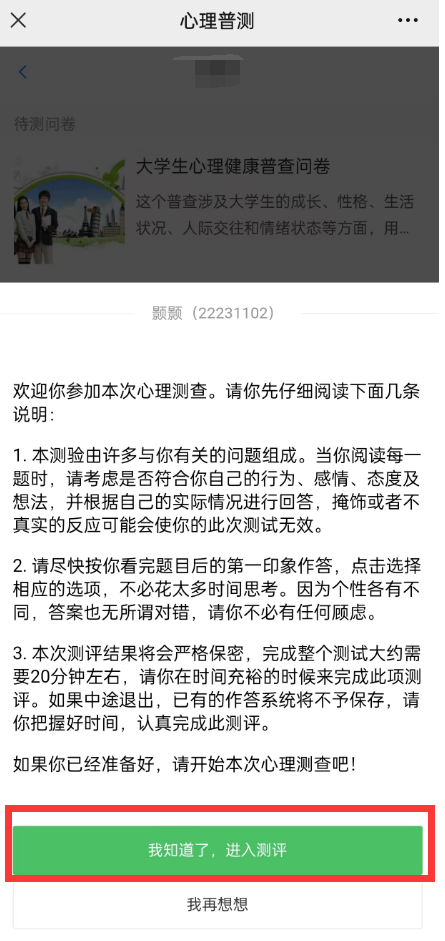 心理普测
待测问卷
大学生心理健康普查问卷
这个普查涉及大学生的成长、性格、生活
状况、人际交往和情绪状态等方面，用...
颢颢（22231102）
欢迎你参加本次心理测查。请你先仔细阅读下面几条
说明：
1. 本测验由许多与你有关的问题组成。当你阅读每一
题时，请考虑是否符合你自己的行为、感情、态度及
想法，并根据自己的实际情况进行回答，掩饰或者不
真实的反应可能会使你的此次测试无效。
2. 请尽快按你看完题目后的第一印象作答，点击选择
相应的选项，不必花太多时间思考。因为个性各有不
同，答案也无所谓对错，请你不必有任何顾虑。
3. 本次测评结果将会严格保密，完成整个测试大约需
要20分钟左右，请你在时间充裕的时候来完成此项测
评。如果中途退出，已有的作答系统将不予保存，请
你把握好时间，认真完成此测评。
如果你已经准备好，请开始本次心理测查吧！
我知道了，进入测评
我再想想